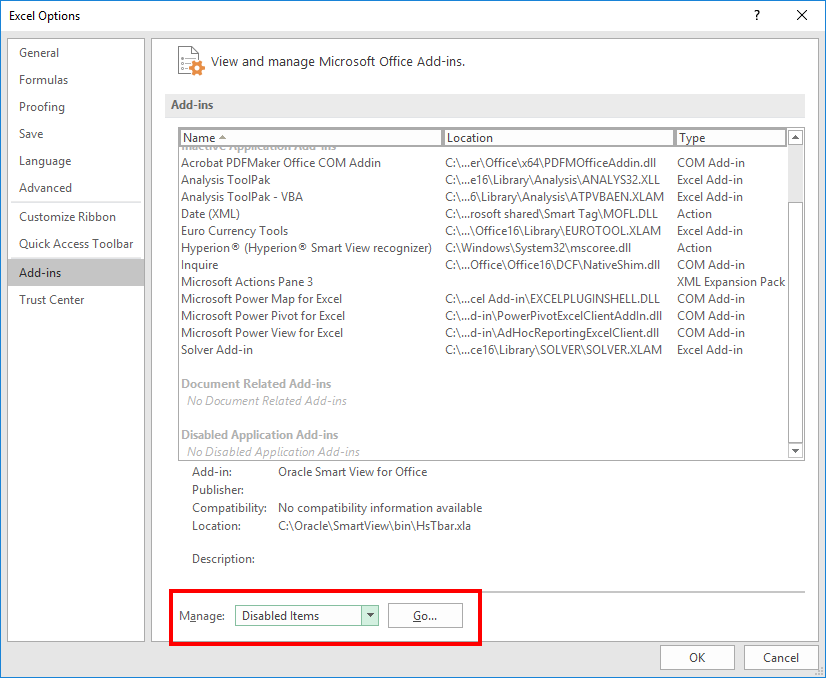 Excel Options
?
General
Formulas
Proofing
Save
Language
Advanced
Customize Ribbon
Quick Access Toolbar
Add-ins
Trust Center
View and manage Microsoft Office Add-ins.
Add-ins
Name Location Type
Inactive Application Add-ins
Acrobat PDFMaker Office COM Addin C:\...er\Office\x64\PDFMOfficeAddin.dll COM Add-in
Analysis ToolPak C:\...e16\Library\Analysis\ANALYS32.XLL Excel Add-in
Analysis ToolPak - VBA C:\...6\Library\Analysis\ATPVBAEN.XLAM Excel Add-in
Date (XML) C:\...rosoft shared\Smart Tag\MOFL.DLL Action
Euro Currency Tools C:\...\Office16\Library\EUROTOOL.XLAM Excel Add-in
Hyperion® (Hyperion® Smart View recognizer) C:\Windows\System32\mscoree.dll Action
Inquire C:\...Office\Office16\DCF\NativeShim.dll COM Add-in
Microsoft Actions Pane 3 XML Expansion Pack
Microsoft Power Map for Excel C:\...cel Add-in\EXCELPLUGINSHELL.DLL COM Add-in
Microsoft Power Pivot for Excel C:\...d-in\PowerPivotExcelClientAddIn.dll COM Add-in
Microsoft Power View for Excel C:\...d-in\AdHocReportingExcelClient.dll COM Add-in
Solver Add-in C:\...ce16\Library\SOLVER\SOLVER.XLAM Excel Add-in
Document Related Add-ins
No Document Related Add-ins
Disabled Application Add-ins
No Disabled Application Add-ins
Add-in: Oracle Smart View for Office
Publisher:
Compatibility: No compatibility information available
Location: C:\Oracle\SmartView\bin\HsTbar.xla
Description:
Manage: Disabled Items Go...
OK Cancel